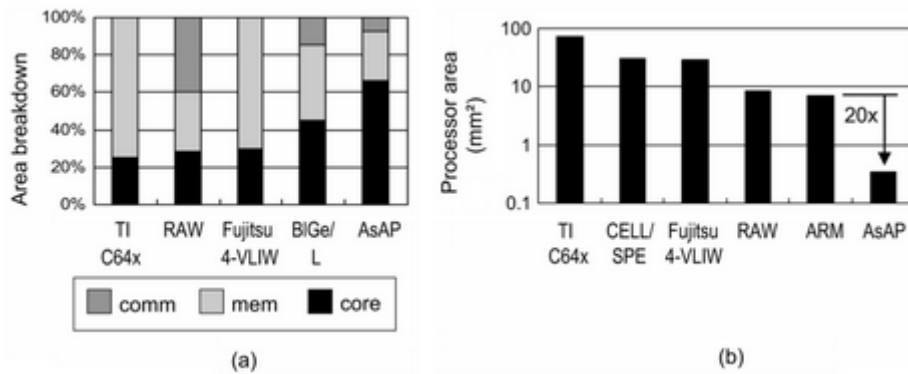 100%
80%
60%
40%
20%
0%
Area breakdown
TI C64x
RAW
Fujitsu 4-VLIW
BlGe/ L
AsAP
comm
mem
core
(a)
100
10
1
0.1
Processor area (mm²)
20x
TI C64x
CELL/ SPE
Fujitsu 4-VLIW
RAW
ARM
AsAP
(b)